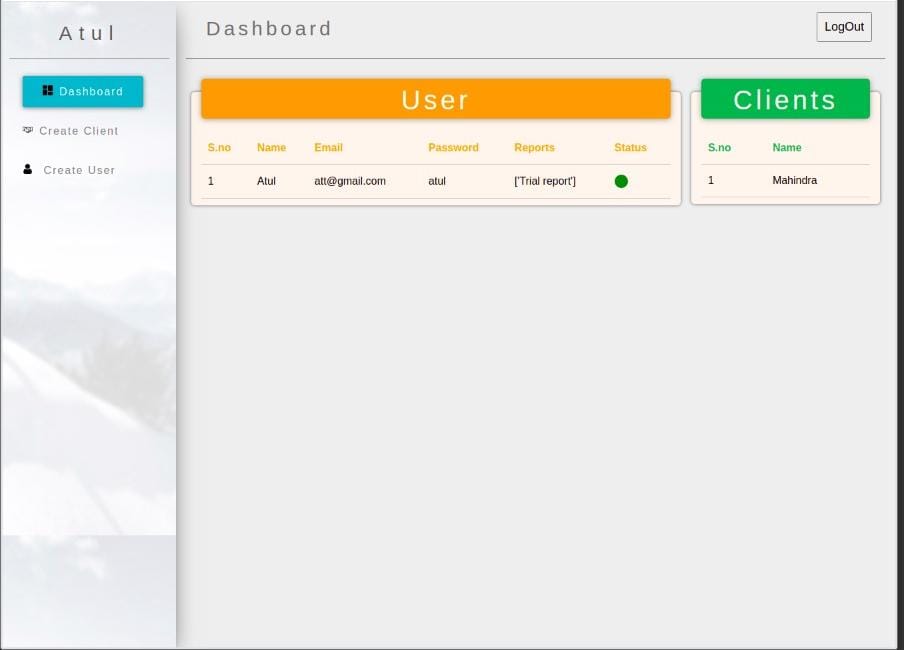 Atul
Dashboard
LogOut
Dashboard
Create Client
Create User
User
S.no Name Email Password Reports Status
1 Atul att@gmail.com atul ['Trial report']
Clients
S.no Name
1 Mahindra